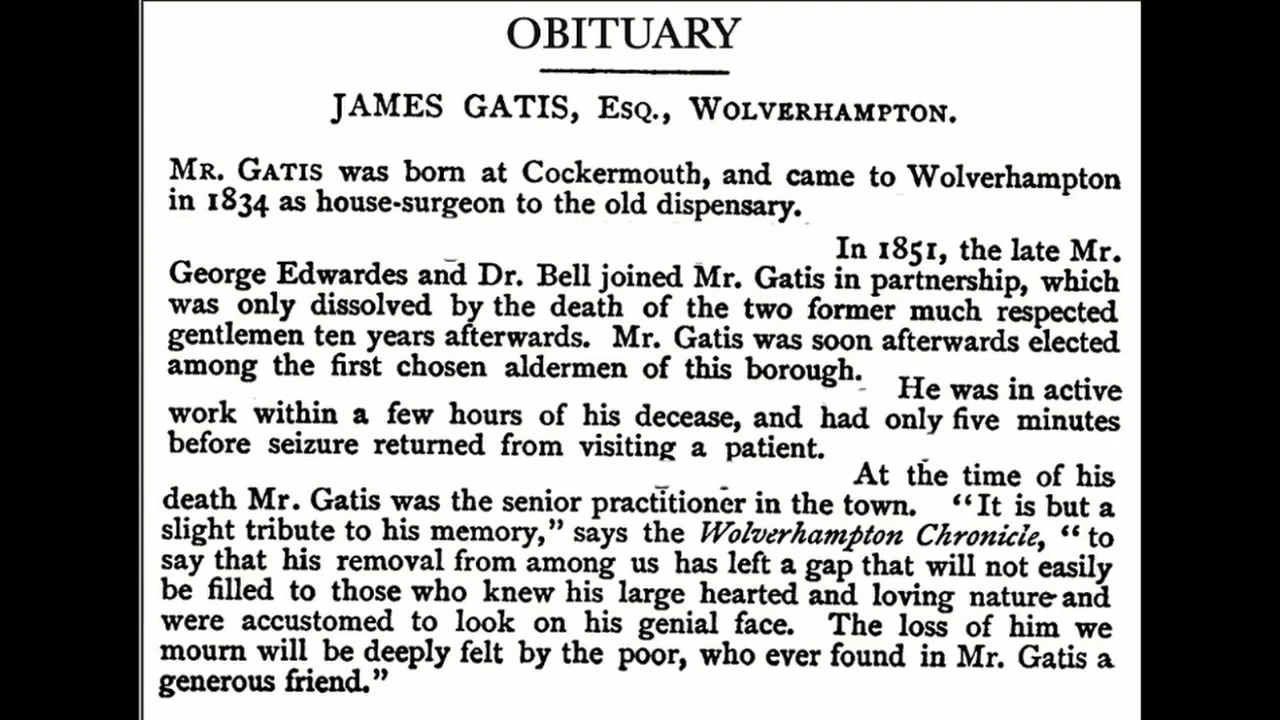 OBITUARY
JAMES GATIS, ESQ., WOLVERHAMPTON.
MR. GATIS was born at Cockermouth, and came to Wolverhampton
in 1834 as house-surgeon to the old dispensary.
In 1851, the late Mr.
George Edwardes and Dr. Bell joined Mr. Gatis in partnership, which
was only dissolved by the death of the two former much respected
gentlemen ten years afterwards. Mr. Gatis was soon afterwards elected
among the first chosen aldermen of this borough.
He was in active
work within a few hours of his decease, and had only five minutes
before seizure returned from visiting a patient.
At the time of his
death Mr. Gatis was the senior practitioner in the town. "It is but a
slight tribute to his memory," says the Wolverhampton Chronicle, "to
say that his removal from among us has left a gap that will not easily
be filled to those who knew his large hearted and loving nature and
were accustomed to look on his genial face. The loss of him we
mourn will be deeply felt by the poor, who ever found in Mr. Gatis a
generous friend."